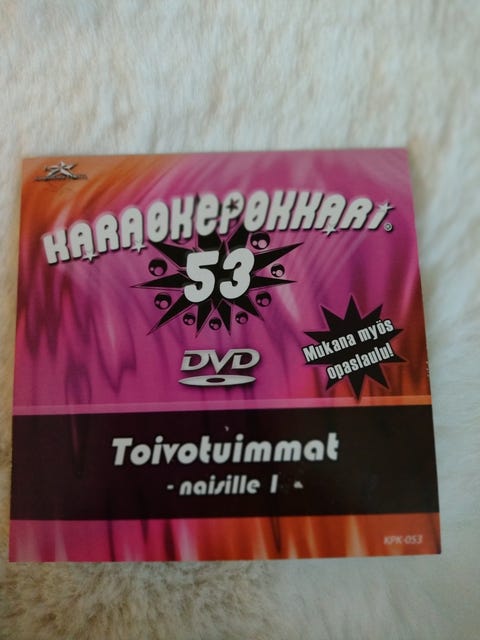 KARAOKEPOKKARI®
53
DVD
Mukana myös
opaslaulu!
Toivotuimmat
- naisille 1 -
KPK-053